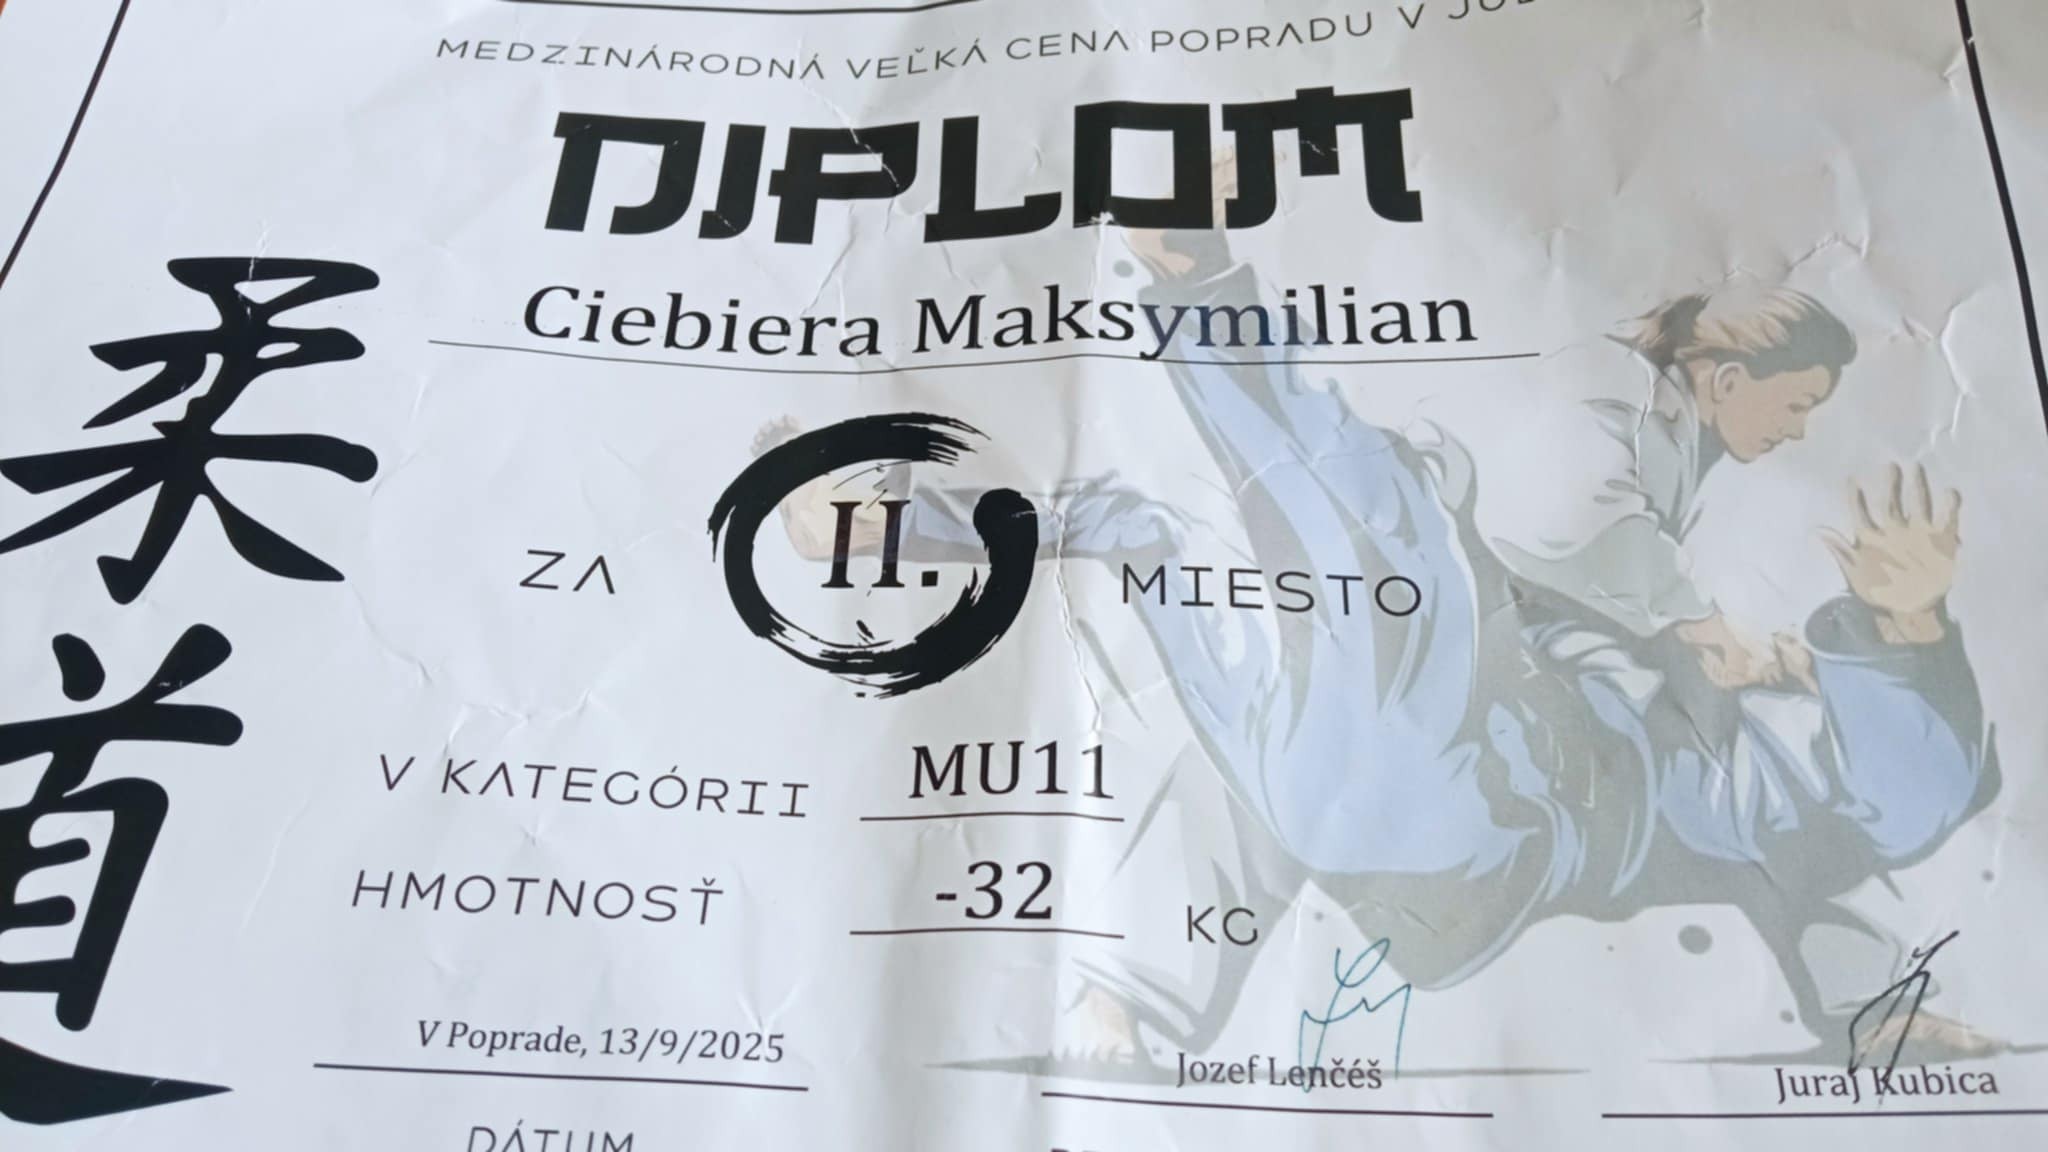 MEDZINÁRODNÁ VEĽKÁ CENA POPRADU V
DIPLOM
柔道
Ciebiera Maksymilian
ZA II. MIESTO
V KATEGÓRII MU11
HMOTNOSŤ -32 KG
V Poprade, 13/9/2025
Jozef Lenčéš
Juraj Kubica
DÁTUM